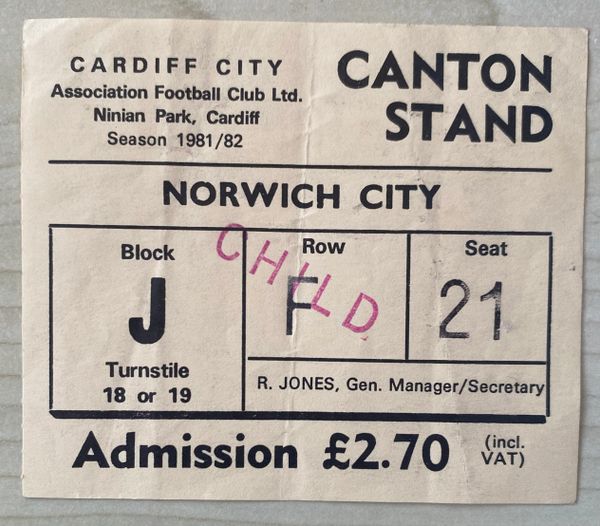 CARDIFF CITY
Association Football Club Ltd.
Ninian Park, Cardiff
Season 1981/82
CANTON
STAND
NORWICH CITY
Block
J
Turnstile
18 or 19
Row
F
CHILD
Seat
21
R. JONES, Gen. Manager/Secretary
Admission £2.70 (incl.
VAT)